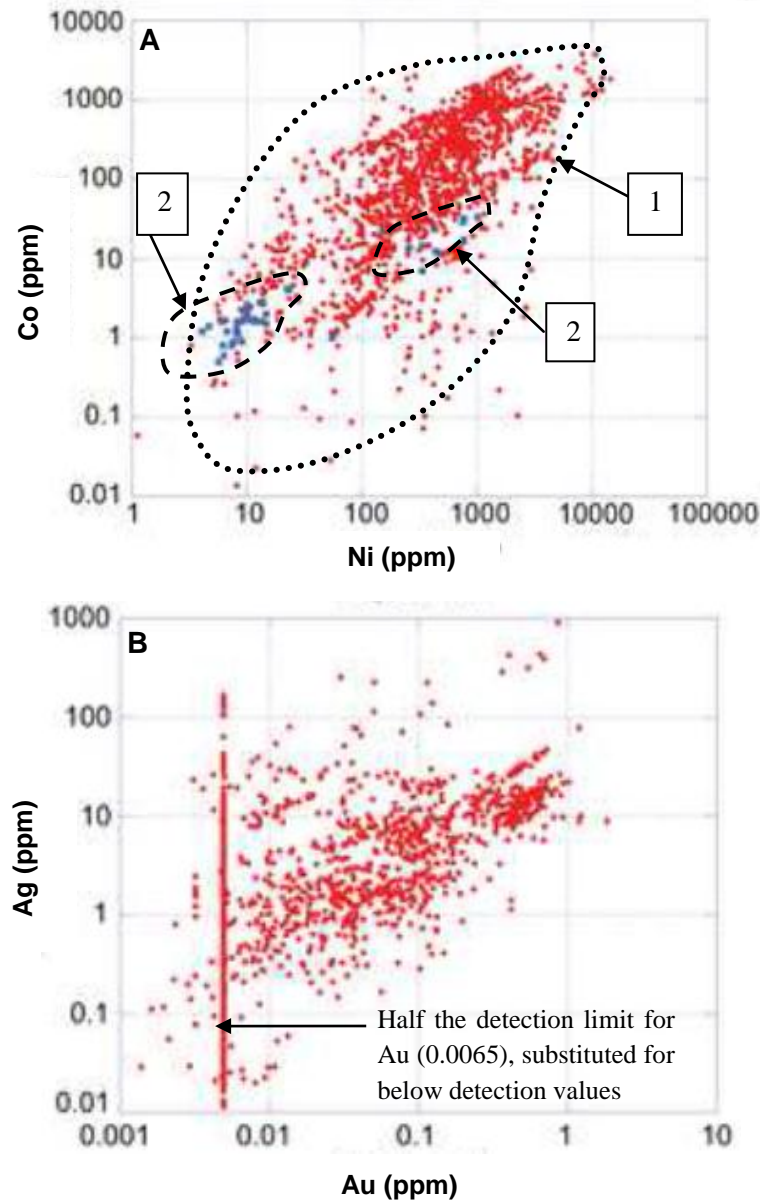 10000
A
1000
2
100
1
10
1
2
0.1
0.01
1 10 100 1000 10000 100000
Co (ppm)
Ni (ppm)
1000
B
100
10
1
0.1
Half the detection limit for
Au (0.0065), substituted for
below detection values
0.01
0.001 0.01 0.1 1 10
Ag (ppm)
Au (ppm)